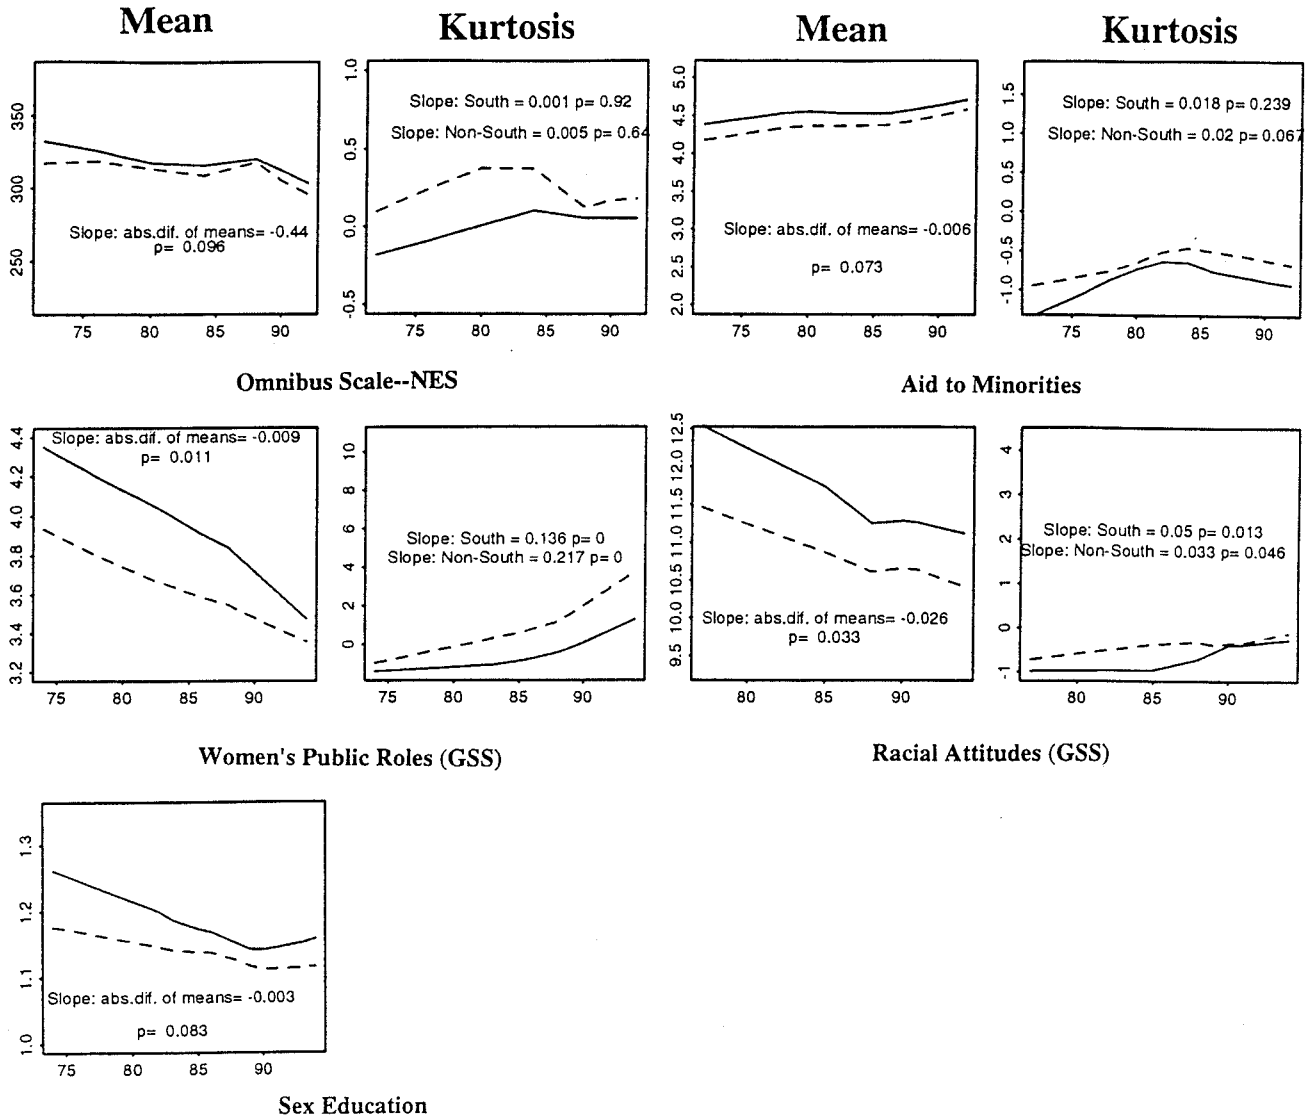 Mean
Kurtosis
Mean
Kurtosis
350
300
250
Slope: abs.dif. of means= -0.44
p= 0.096
75 80 85 90
1.0
0.5
0.0
-0.5
Slope: South = 0.001 p= 0.92
Slope: Non-South = 0.005 p= 0.64
75 80 85 90
Omnibus Scale--NES
5.0
4.5
4.0
3.5
3.0
2.5
2.0
Slope: abs.dif. of means= -0.006
p= 0.073
75 80 85 90
1.5
1.0
0.5
0.0
-0.5
-1.0
Slope: South = 0.018 p= 0.239
Slope: Non-South = 0.02 p= 0.067
75 80 85 90
Aid to Minorities
4.4
4.2
4.0
3.8
3.6
3.4
3.2
Slope: abs.dif. of means= -0.009
p= 0.011
75 80 85 90
10
8
6
4
2
0
Slope: South = 0.136 p= 0
Slope: Non-South = 0.217 p= 0
75 80 85 90
Women's Public Roles (GSS)
12.5
12.0
11.5
11.0
10.5
10.0
9.5
Slope: abs.dif. of means= -0.026
p= 0.033
80 85 90
4
3
2
0
-1
Slope: South = 0.05 p= 0.013
Slope: Non-South = 0.033 p= 0.046
80 85 90
Racial Attitudes (GSS)
1.3
1.2
1.1
1.0
Slope: abs.dif. of means= -0.003
p= 0.083
75 80 85 90
Sex Education